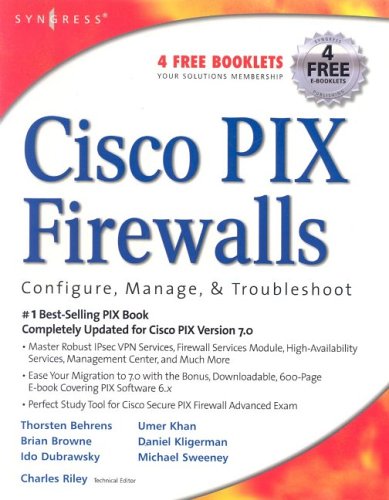 SYNGRESS®
4 FREE BOOKLETS
YOUR SOLUTIONS MEMBERSHIP
SYNGRESS
4
FREE
E-BOOKLETS
PUBLISHING
Cisco PIX
Firewalls
Configure, Manage, & Troubleshoot
#1 Best-Selling PIX Book
Completely Updated for Cisco PIX Version 7.0
• Master Robust IPsec VPN Services, Firewall Services Module, High-Availability
Services, Management Center, and Much More
• Ease Your Migration to 7.0 with the Bonus, Downloadable, 600-Page
E-book Covering PIX Software 6.x
• Perfect Study Tool for Cisco Secure PIX Firewall Advanced Exam
Thorsten Behrens
Brian Browne
Ido Dubrawsky
Umer Khan
Daniel Kligerman
Michael Sweeney
Charles Riley Technical Editor